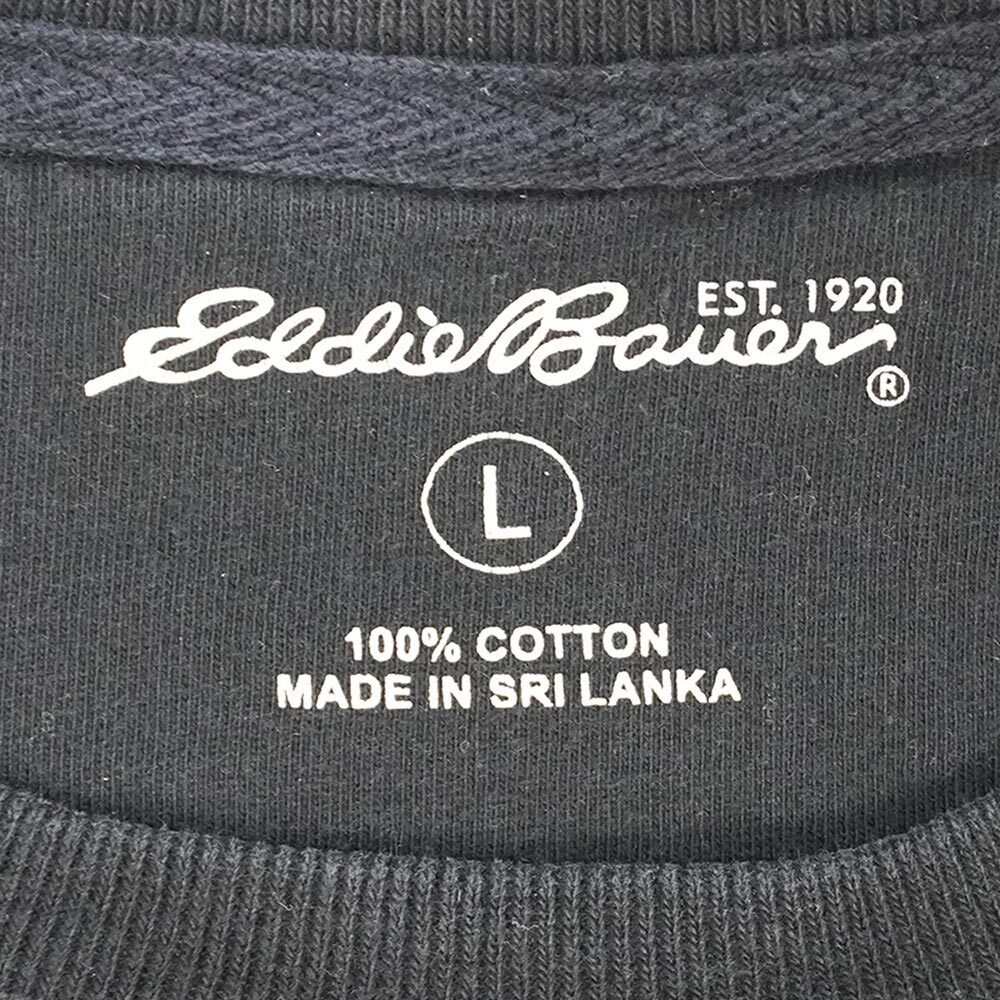 Eddie Bauer
EST. 1920
®
L
100% COTTON
MADE IN SRI LANKA